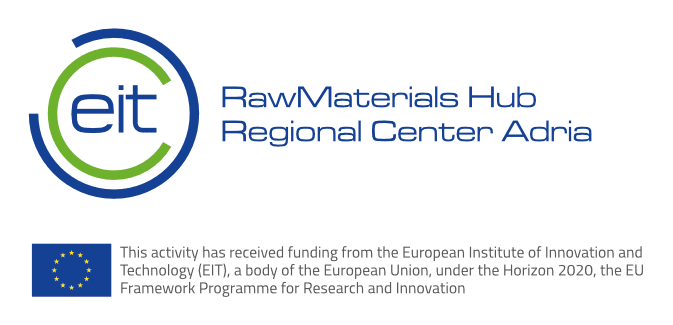 eit
RawMaterials Hub
Regional Center Adria
This activity has received funding from the European Institute of Innovation and
Technology (EIT), a body of the European Union, under the Horizon 2020, the EU
Framework Programme for Research and Innovation